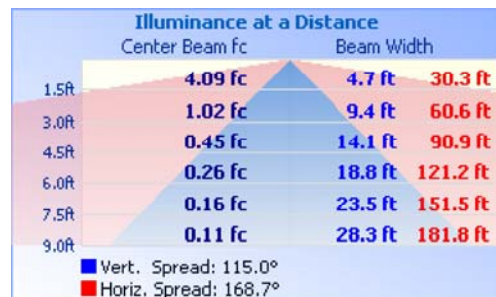 Illuminance at a Distance
Center Beam fc Beam Width
1.5ft 4.09 fc 4.7 ft 30.3 ft
3.0ft 1.02 fc 9.4 ft 60.6 ft
4.5ft 0.45 fc 14.1 ft 90.9 ft
6.0ft 0.26 fc 18.8 ft 121.2 ft
7.5ft 0.16 fc 23.5 ft 151.5 ft
9.0ft 0.11 fc 28.3 ft 181.8 ft
Vert. Spread: 115.0°
Horiz. Spread: 168.7°